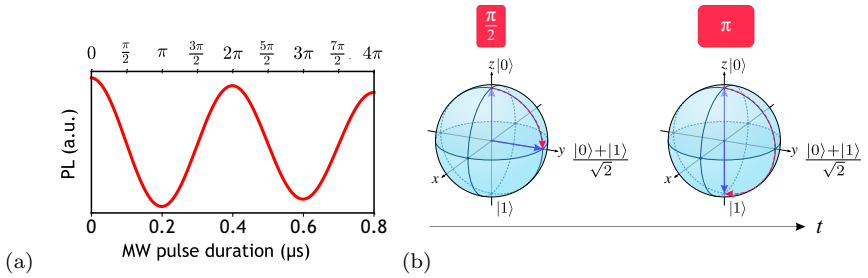 0 π/2 π 3π/2 2π 5π/2 3π 7π/2 4π
PL (a.u.)
0 0.2 0.4 0.6 0.8
MW pulse duration (μs)
(a)
π/2
z |0⟩
y
x
|0⟩+|1⟩/√2
|1⟩
π
z |0⟩
y
x
|0⟩+|1⟩/√2
|1⟩
t
(b)